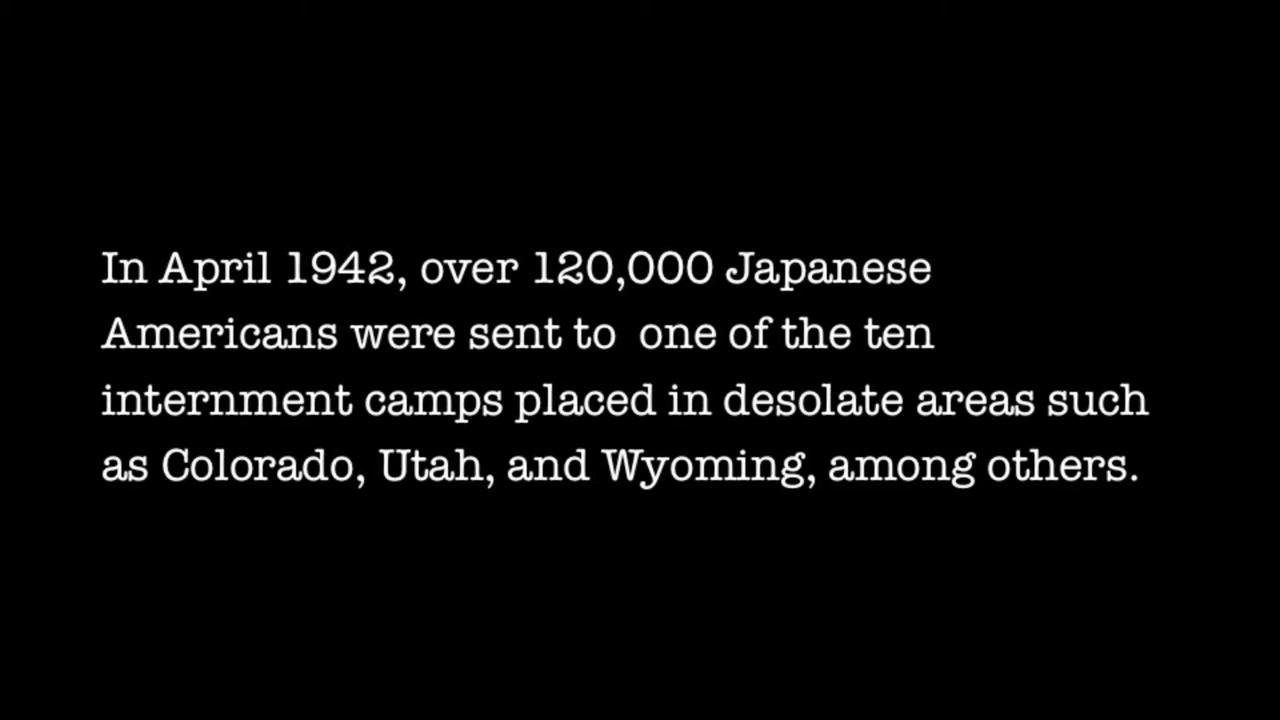 In April 1942, over 120,000 Japanese
Americans were sent to  one of the ten
internment camps placed in desolate areas such
as Colorado, Utah, and Wyoming, among others.